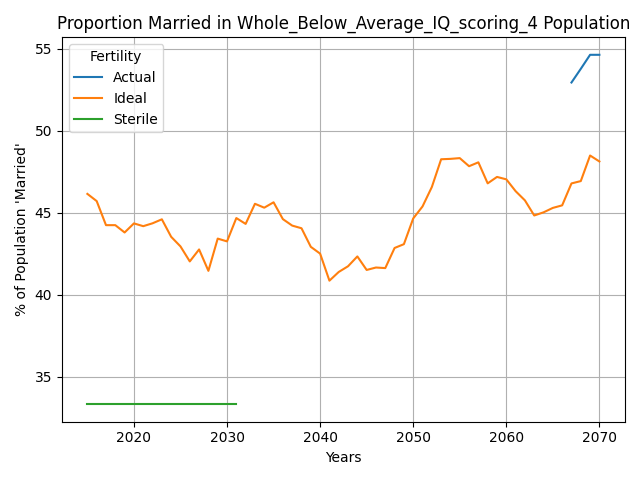 Proportion Married in Whole_Below_Average_IQ_scoring_4 Population
Fertility
Actual
Ideal
Sterile
% of Population 'Married'
55
50
45
40
35
2020 2030 2040 2050 2060 2070
Years